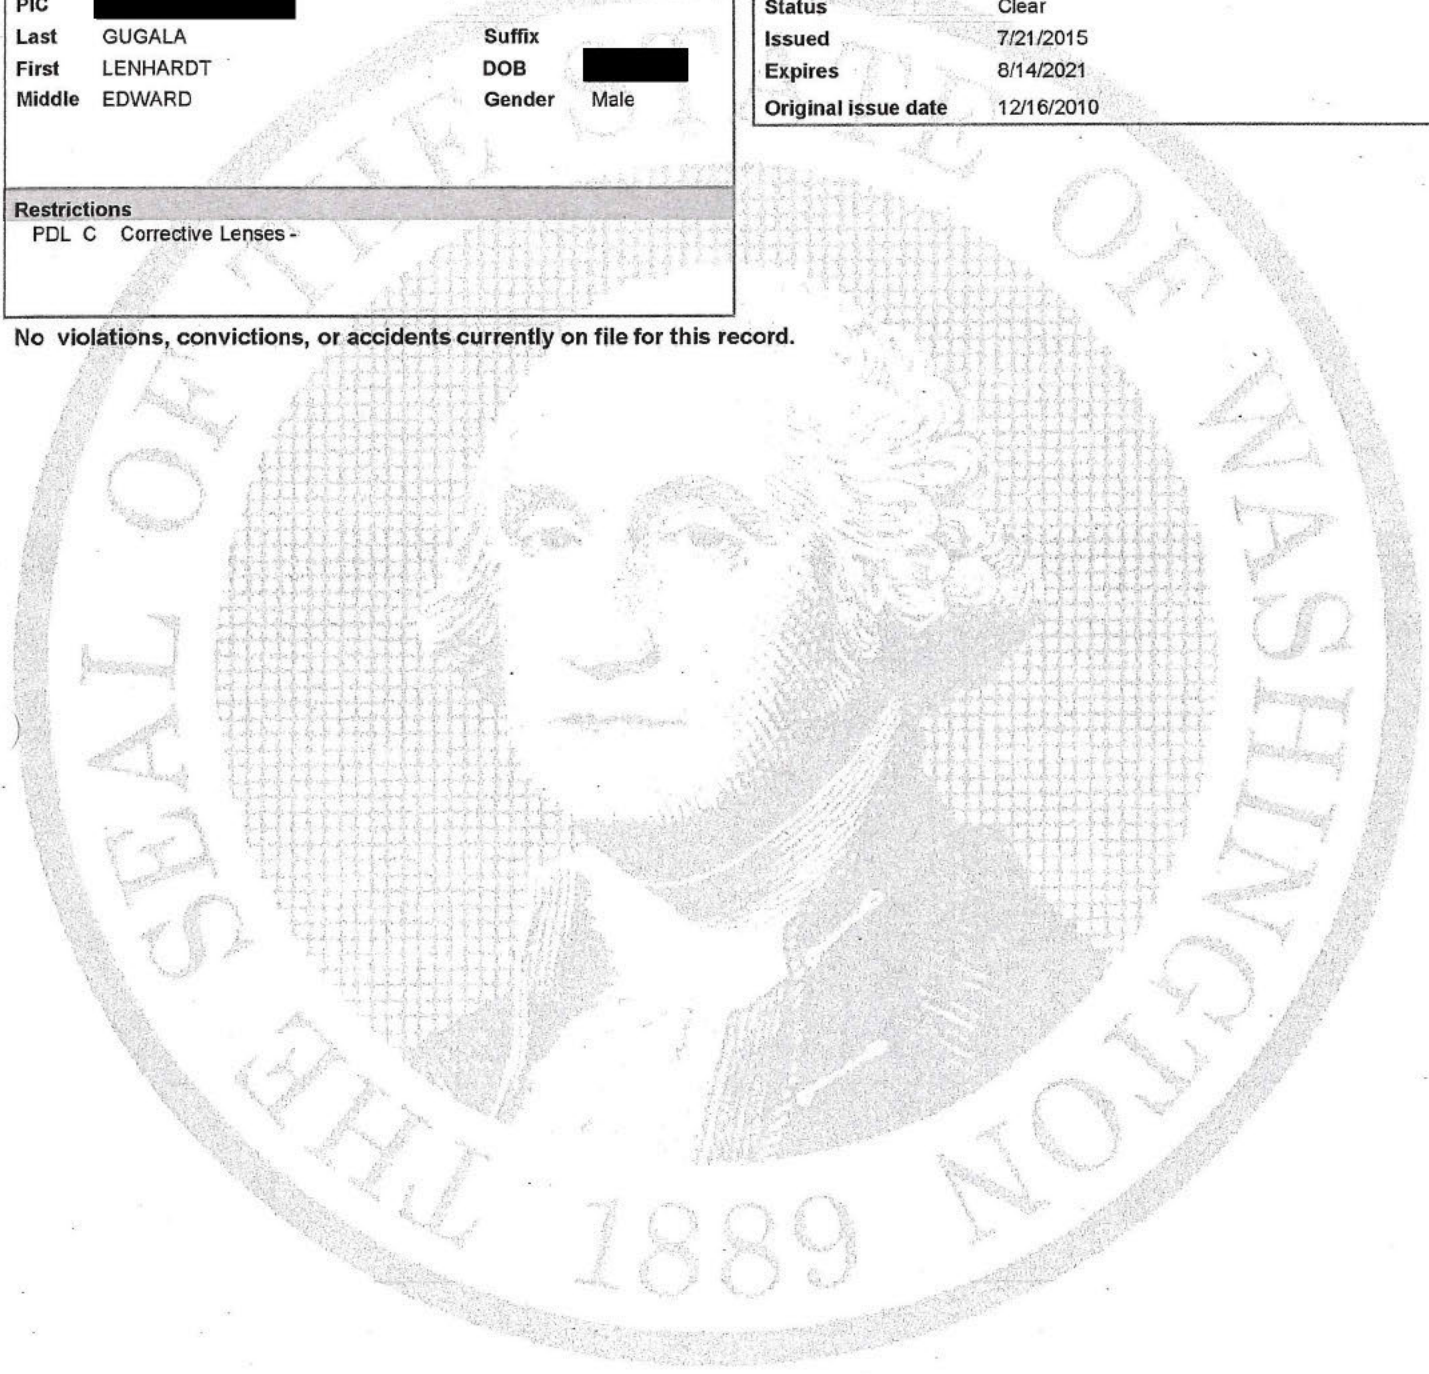 PIC
Last GUGALA Suffix
First LENHARDT DOB
Middle EDWARD Gender Male
Status Clear
Issued 7/21/2015
Expires 8/14/2021
Original issue date 12/16/2010
Restrictions
PDL C Corrective Lenses -
No violations, convictions, or accidents currently on file for this record.
THE SEAL OF THE STATE OF WASHINGTON
1889